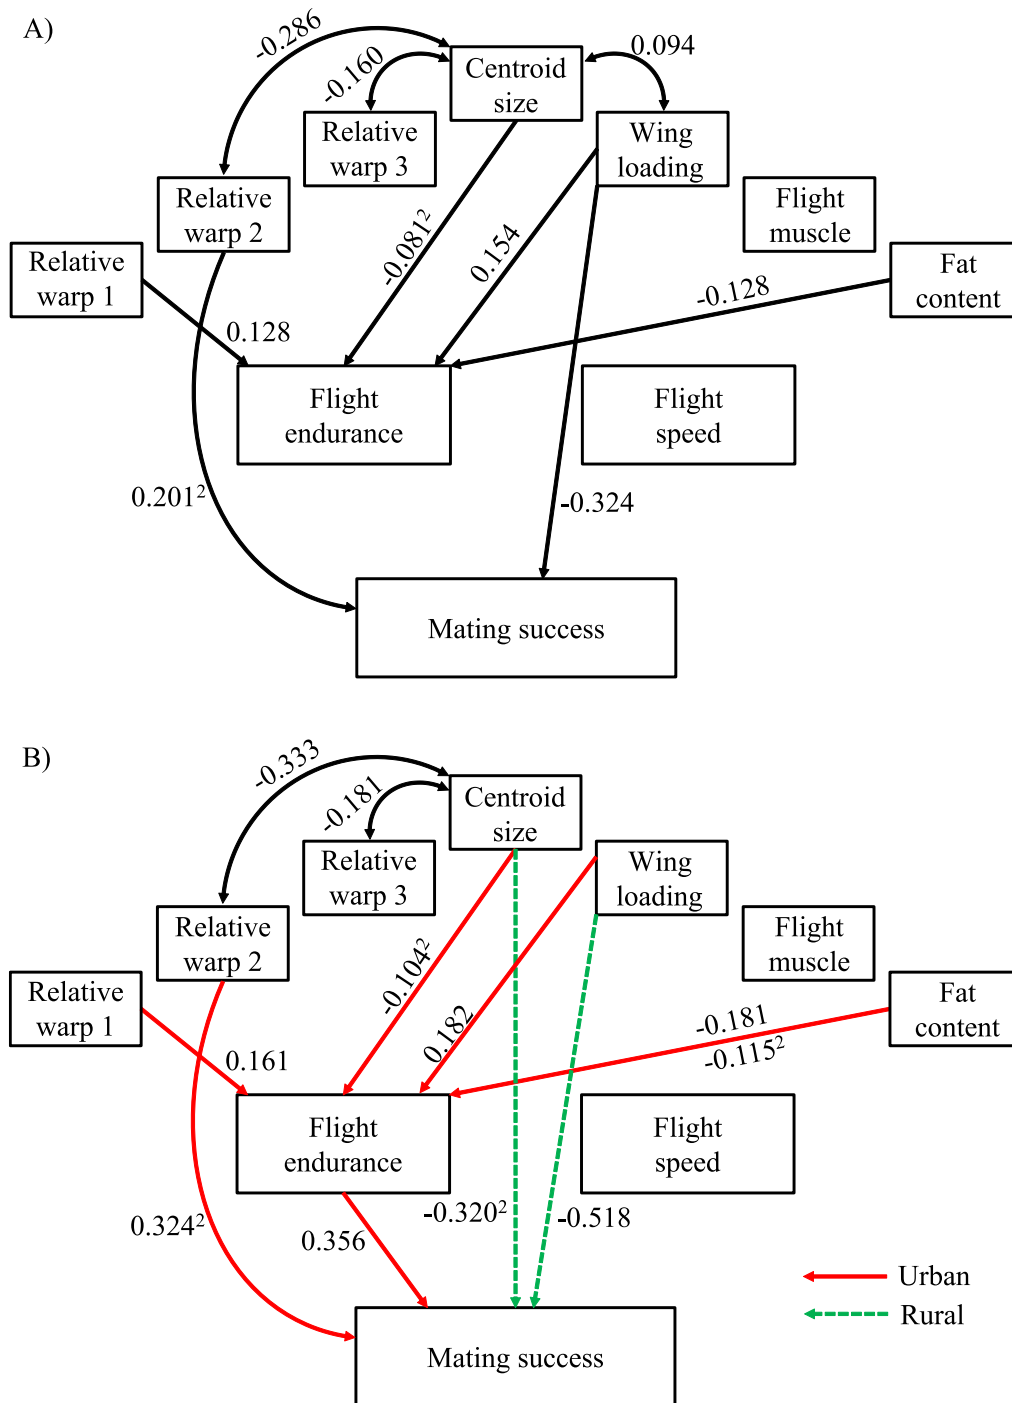 A)
-0.286
-0.160
0.094
Centroid
size
Relative
warp 3
Wing
loading
Relative
warp 2
Flight
muscle
Relative
warp 1
Fat
content
-0.081²
0.154
-0.128
0.128
Flight
endurance
Flight
speed
0.201²
-0.324
Mating success
B)
-0.333
-0.181
Centroid
size
Relative
warp 3
Wing
loading
Relative
warp 2
Flight
muscle
Relative
warp 1
Fat
content
-0.104²
0.182
-0.181
-0.115²
0.161
Flight
endurance
Flight
speed
0.324²
0.356
-0.320²
-0.518
Urban
Rural
Mating success